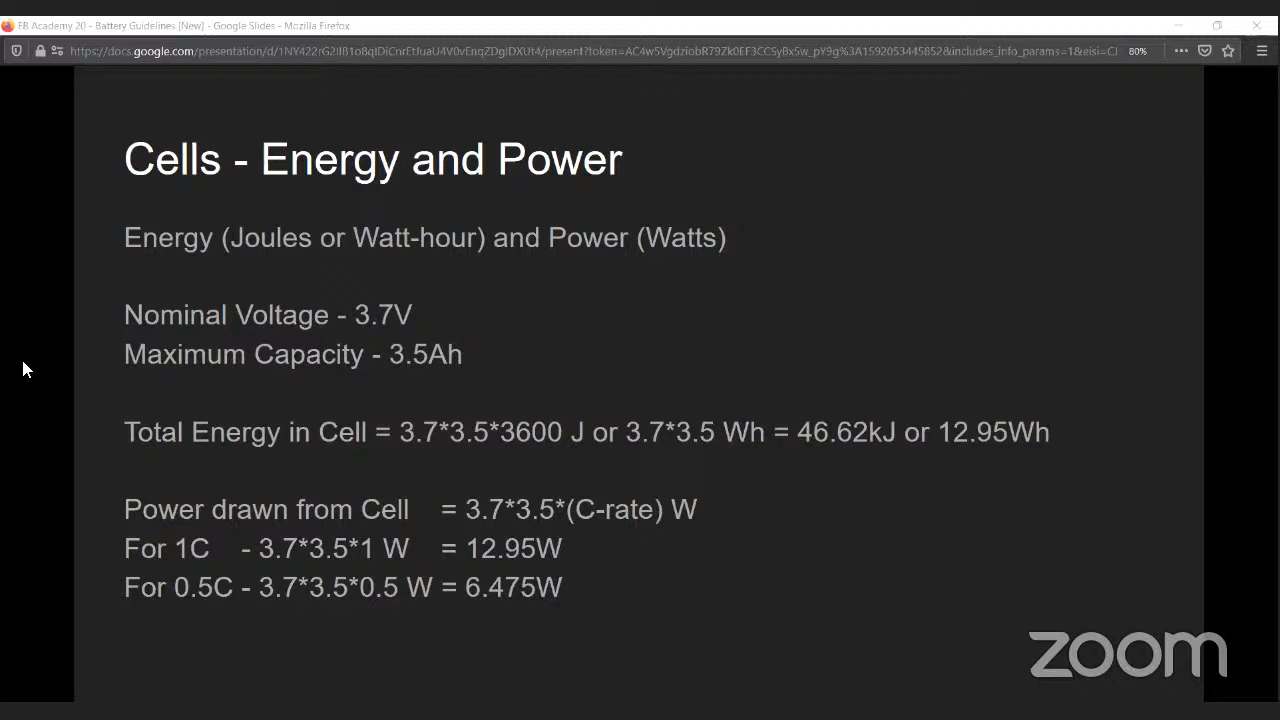 FB Academy 20 - Battery Guidelines [New] - Google Slides - Mozilla Firefox
80%
Cells - Energy and Power
Energy (Joules or Watt-hour) and Power (Watts)
Nominal Voltage - 3.7V
Maximum Capacity - 3.5Ah
Total Energy in Cell = 3.7*3.5*3600 J or 3.7*3.5 Wh = 46.62kJ or 12.95Wh
Power drawn from Cell = 3.7*3.5*(C-rate) W
For 1C - 3.7*3.5*1 W = 12.95W
For 0.5C - 3.7*3.5*0.5 W = 6.475W
zoom